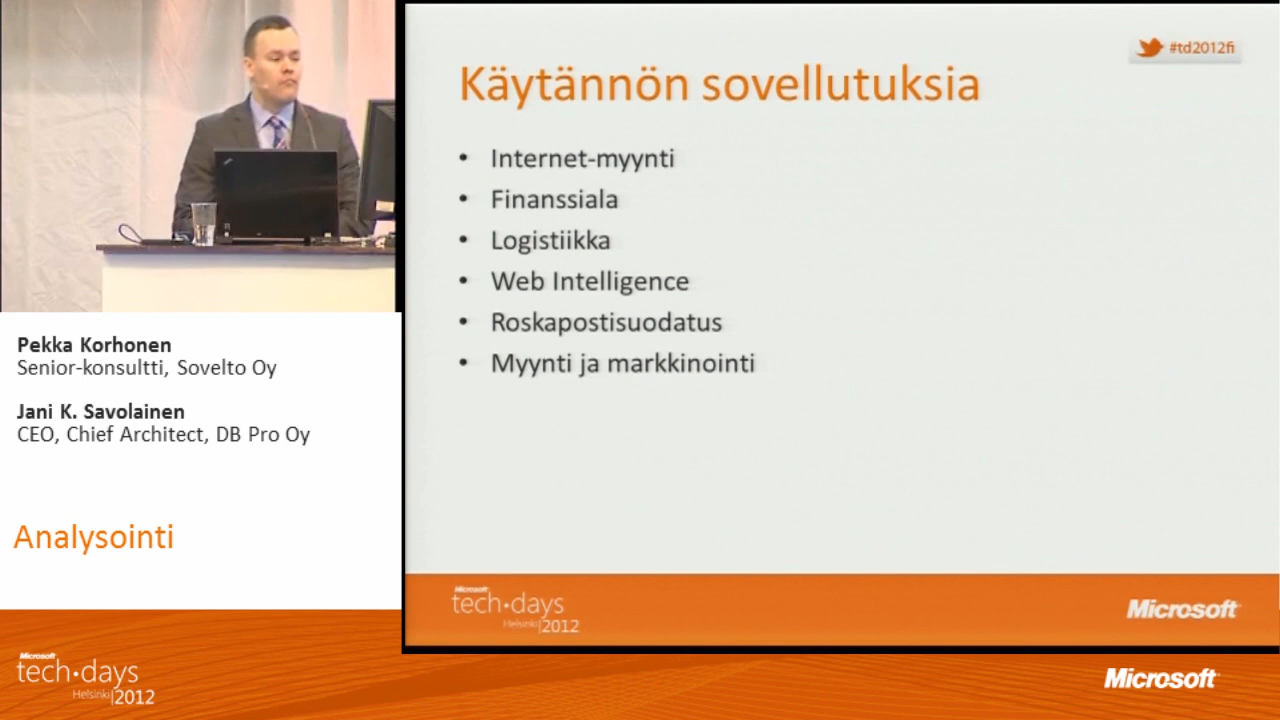 #td2012fi
Käytännön sovellutuksia
• Internet-myynti
• Finanssiala
• Logistiikka
• Web Intelligence
• Roskapostisuodatus
• Myynti ja markkinointi
Microsoft
tech·days
Helsinki|2012
Microsoft
Pekka Korhonen
Senior-konsultti, Sovelto Oy
Jani K. Savolainen
CEO, Chief Architect, DB Pro Oy
Analysointi
Microsoft
tech·days
Helsinki|2012
Microsoft